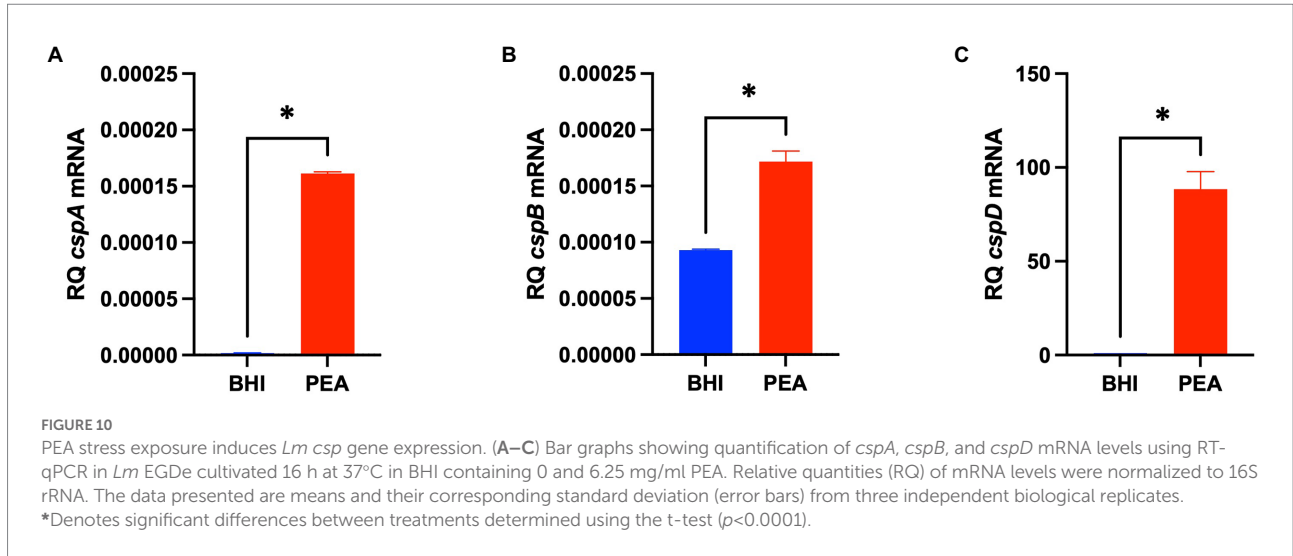 A
RQ cspA mRNA
0.00025
0.00020
0.00015
0.00010
0.00005
0.00000
*
BHI PEA
B
RQ cspB mRNA
0.00025
0.00020
0.00015
0.00010
0.00005
0.00000
*
BHI PEA
C
RQ cspD mRNA
150
100
50
0
*
BHI PEA
FIGURE 10
PEA stress exposure induces Lm csp gene expression. (A–C) Bar graphs showing quantification of cspA, cspB, and cspD mRNA levels using RT-
qPCR in Lm EGDe cultivated 16 h at 37°C in BHI containing 0 and 6.25 mg/ml PEA. Relative quantities (RQ) of mRNA levels were normalized to 16S
rRNA. The data presented are means and their corresponding standard deviation (error bars) from three independent biological replicates.
*Denotes significant differences between treatments determined using the t-test (p<0.0001).